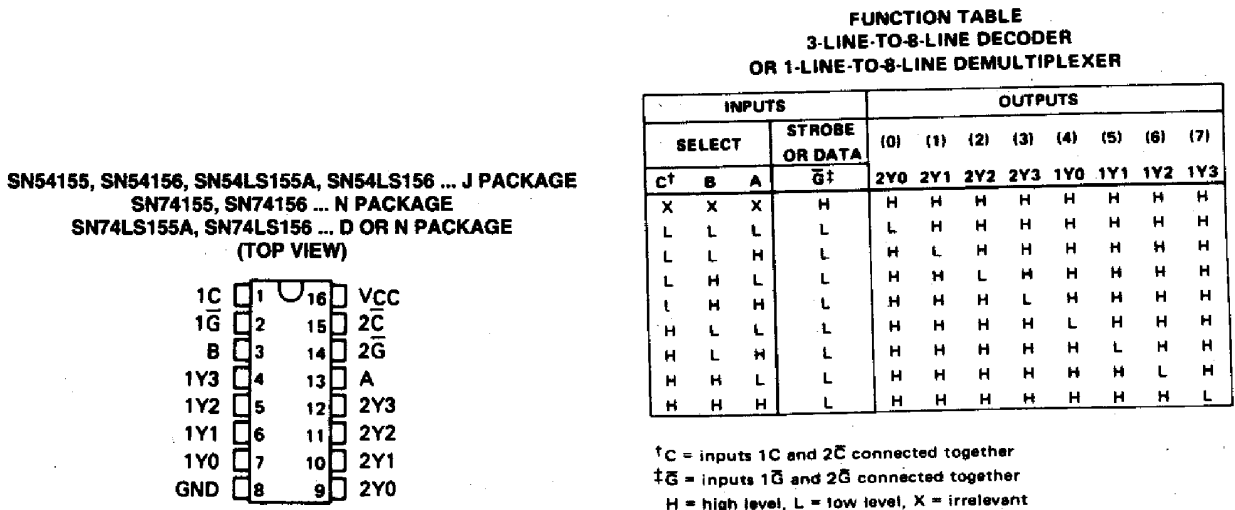 SN54155, SN54156, SN54LS155A, SN54LS156 ... J PACKAGE
SN74155, SN74156 ... N PACKAGE
SN74LS155A, SN74LS156 ... D OR N PACKAGE
(TOP VIEW)
1C 1 16 VCC
1G̅ 2 15 2C̅
B 3 14 2G̅
1Y3 4 13 A
1Y2 5 12 2Y3
1Y1 6 11 2Y2
1Y0 7 10 2Y1
GND 8 9 2Y0
FUNCTION TABLE
3-LINE-TO-8-LINE DECODER
OR 1-LINE-TO-8-LINE DEMULTIPLEXER
INPUTS OUTPUTS
SELECT STROBE OR DATA (0) (1) (2) (3) (4) (5) (6) (7)
C† B A G̅‡ 2Y0 2Y1 2Y2 2Y3 1Y0 1Y1 1Y2 1Y3
X X X H H H H H H H H H
L L L L L H H H H H H H
L L H L H L H H H H H H
L H L L H H L H H H H H
L H H L H H H L H H H H
H L L L H H H H L H H H
H L H L H H H H H L H H
H H L L H H H H H H L H
H H H L H H H H H H H L
†C = inputs 1C and 2C̅ connected together
‡G̅ = inputs 1G̅ and 2G̅ connected together
H = high level, L = low level, X = irrelevant